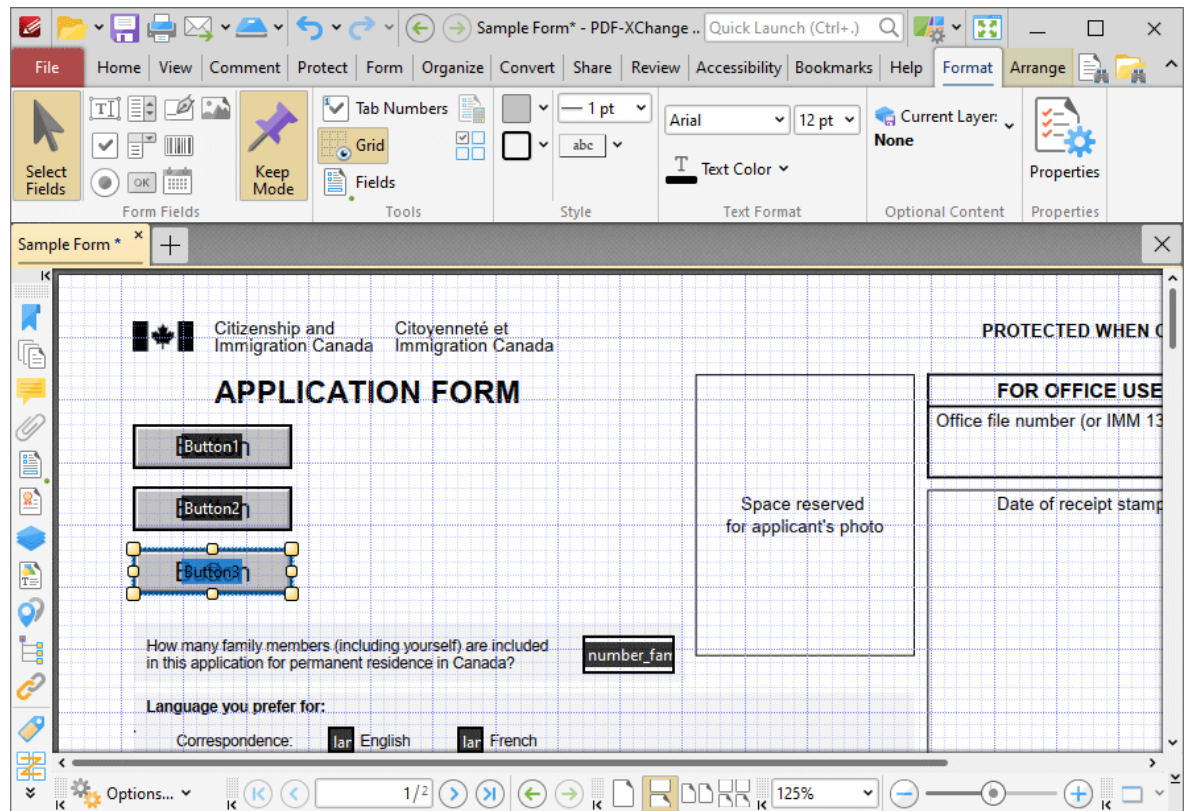 Sample Form* - PDF-XChange ..
Quick Launch (Ctrl+.)
File
Home
View
Comment
Protect
Form
Organize
Convert
Share
Review
Accessibility
Bookmarks
Help
Format
Arrange
Select
Fields
OK
Keep
Mode
Form Fields
Tab Numbers
Grid
Fields
Tools
1 pt
abc
Style
Arial
12 pt
Text Color
Text Format
Current Layer:
None
Optional Content
Properties
Properties
Sample Form *
Citizenship and
Immigration Canada
Citoyenneté et
Immigration Canada
PROTECTED WHEN
APPLICATION FORM
FOR OFFICE USE
Office file number (or IMM 13
Button1
Button2
Button3
Space reserved
for applicant's photo
Date of receipt stamp
How many family members (including yourself) are included
in this application for permanent residence in Canada?
number_fam
Language you prefer for:
Correspondence:
lan
English
lan
French
Options...
1/2
125%